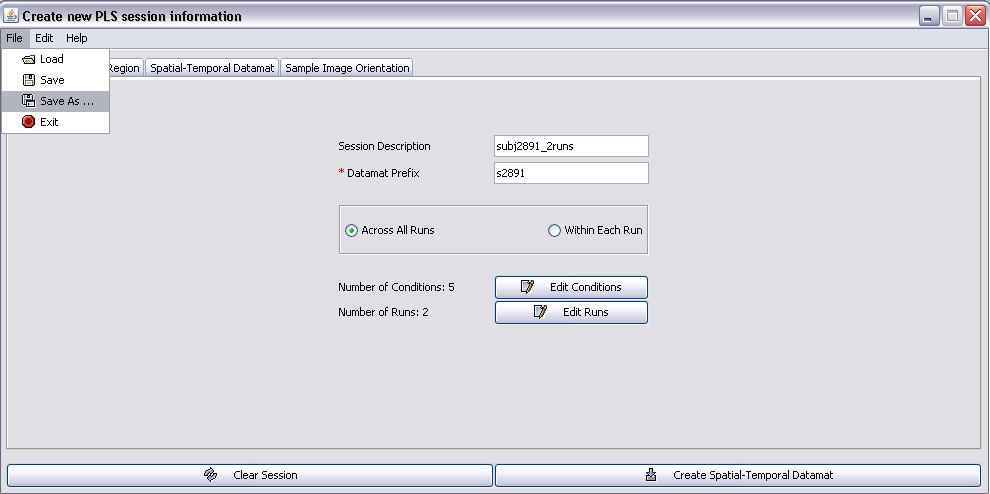 Create new PLS session information
File Edit Help
Load
Save
Save As ...
Exit
Region Spatial-Temporal Datamat Sample Image Orientation
Session Description subj2891_2runs
* Datamat Prefix s2891
Across All Runs Within Each Run
Number of Conditions: 5 Edit Conditions
Number of Runs: 2 Edit Runs
Clear Session Create Spatial-Temporal Datamat